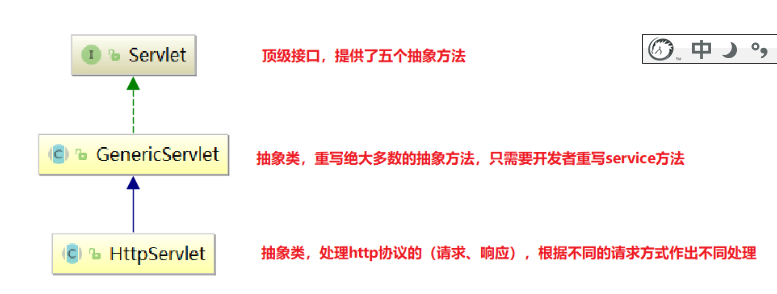 I Servlet
顶级接口，提供了五个抽象方法
中
C GenericServlet
抽象类，重写绝大多数的抽象方法，只需要开发者重写service方法
C HttpServlet
抽象类，处理http协议的（请求、响应），根据不同的请求方式作出不同处理